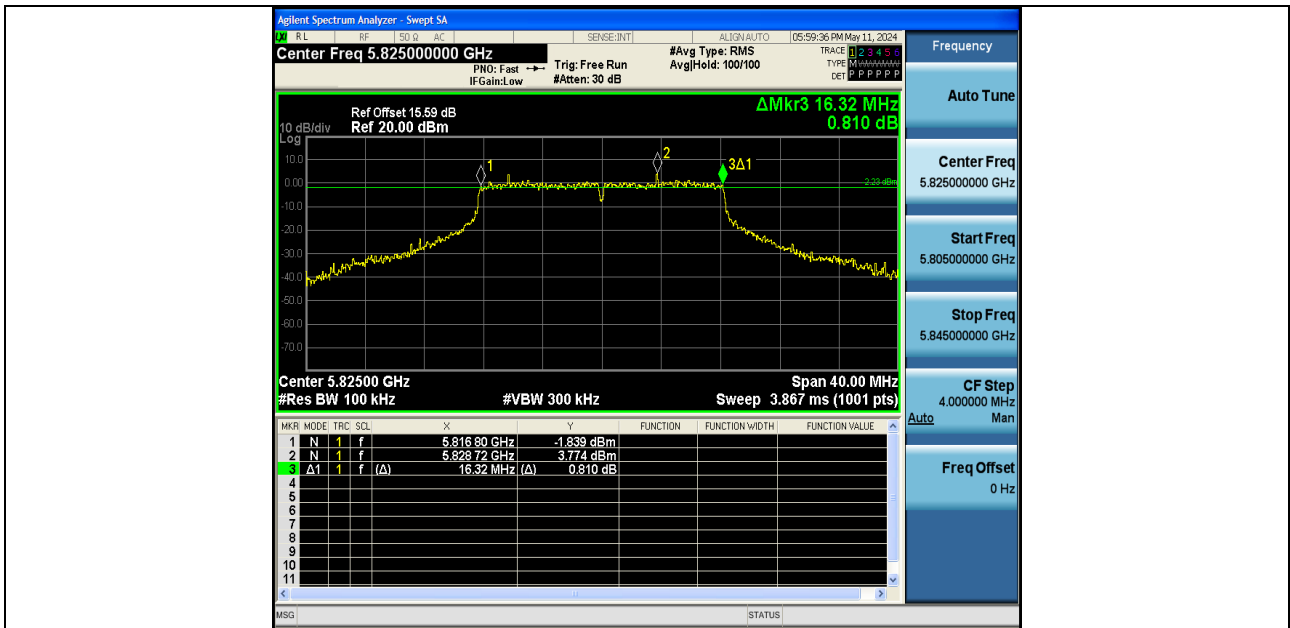 Agilent Spectrum Analyzer - Swept SA
LXI RL RF 50 Ω AC SENSE:INT ALIGN AUTO 05:59:36 PM May 11, 2024
Center Freq 5.825000000 GHz
PNO: Fast
IFGain:Low
Trig: Free Run
#Atten: 30 dB
#Avg Type: RMS
Avg|Hold: 100/100
TRACE 1 2 3 4 5 6
TYPE M
DET P P P P P P
Ref Offset 15.59 dB
10 dB/div Ref 20.00 dBm
Log
ΔMkr3 16.32 MHz
0.810 dB
10.0
0.00
-10.0
-20.0
-30.0
-40.0
-50.0
-60.0
-70.0
1
2
3Δ1
-2.23 dBm
Center 5.82500 GHz Span 40.00 MHz
#Res BW 100 kHz #VBW 300 kHz Sweep 3.867 ms (1001 pts)
MKR MODE TRC SCL X Y FUNCTION FUNCTION WIDTH FUNCTION VALUE
1 N 1 f 5.816 80 GHz -1.839 dBm
2 N 1 f 5.828 72 GHz 3.774 dBm
3 Δ1 1 f (Δ) 16.32 MHz (Δ) 0.810 dB
4
5
6
7
8
9
10
11
MSG STATUS
Frequency
Auto Tune
Center Freq
5.825000000 GHz
Start Freq
5.805000000 GHz
Stop Freq
5.845000000 GHz
CF Step
4.000000 MHz
Auto Man
Freq Offset
0 Hz